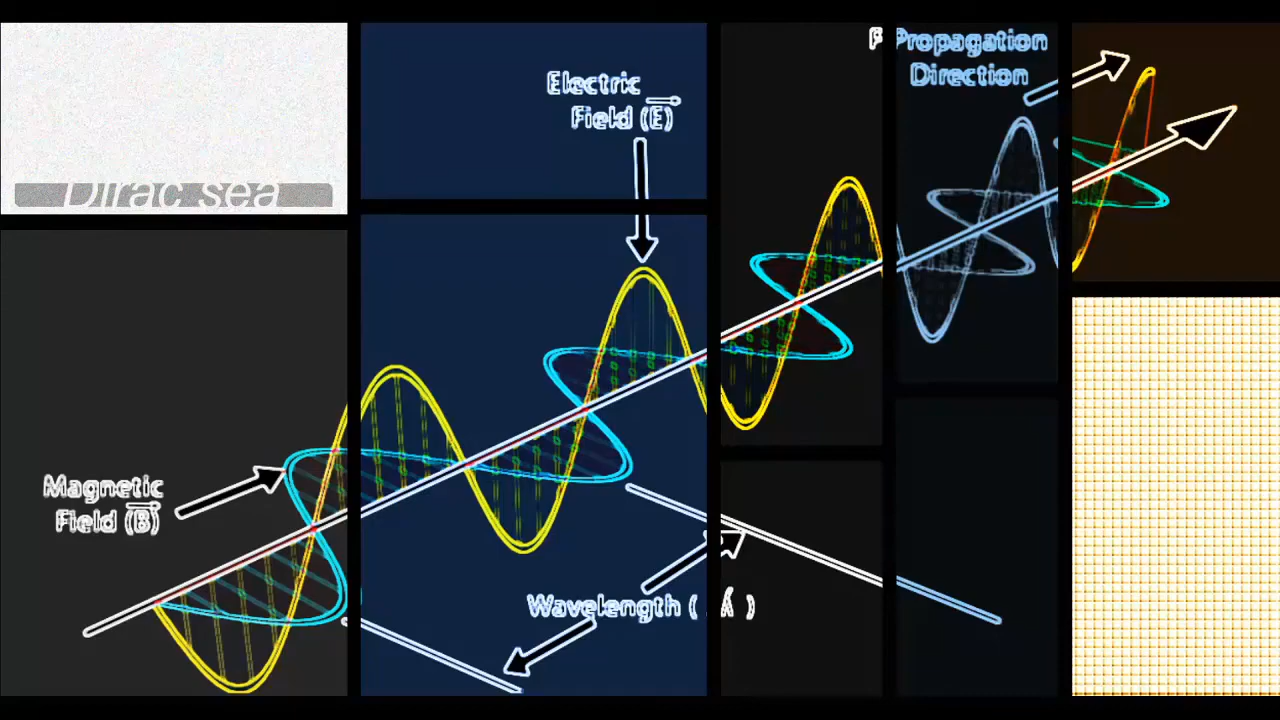 Dirac sea
Electric
Field (E)
Propagation
Direction
Magnetic
Field (B)
Wavelength ( λ )